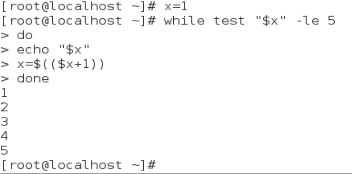 [root@localhost ~]# x=1
[root@localhost ~]# while test "$x" -le 5
> do
> echo "$x"
> x=$(($x+1))
> done
1
2
3
4
5
[root@localhost ~]#